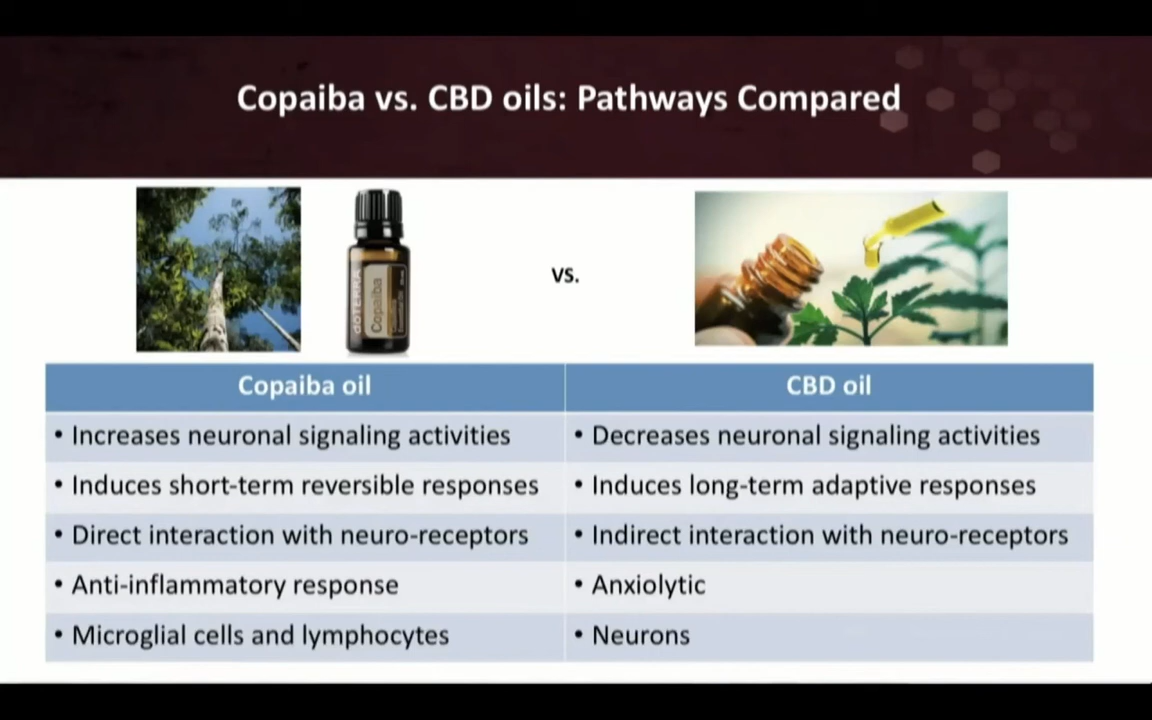 Copaiba vs. CBD oils: Pathways Compared
dōTERRA
Copaiba
vs.
Copaiba oil
CBD oil
• Increases neuronal signaling activities
• Decreases neuronal signaling activities
• Induces short-term reversible responses
• Induces long-term adaptive responses
• Direct interaction with neuro-receptors
• Indirect interaction with neuro-receptors
• Anti-inflammatory response
• Anxiolytic
• Microglial cells and lymphocytes
• Neurons